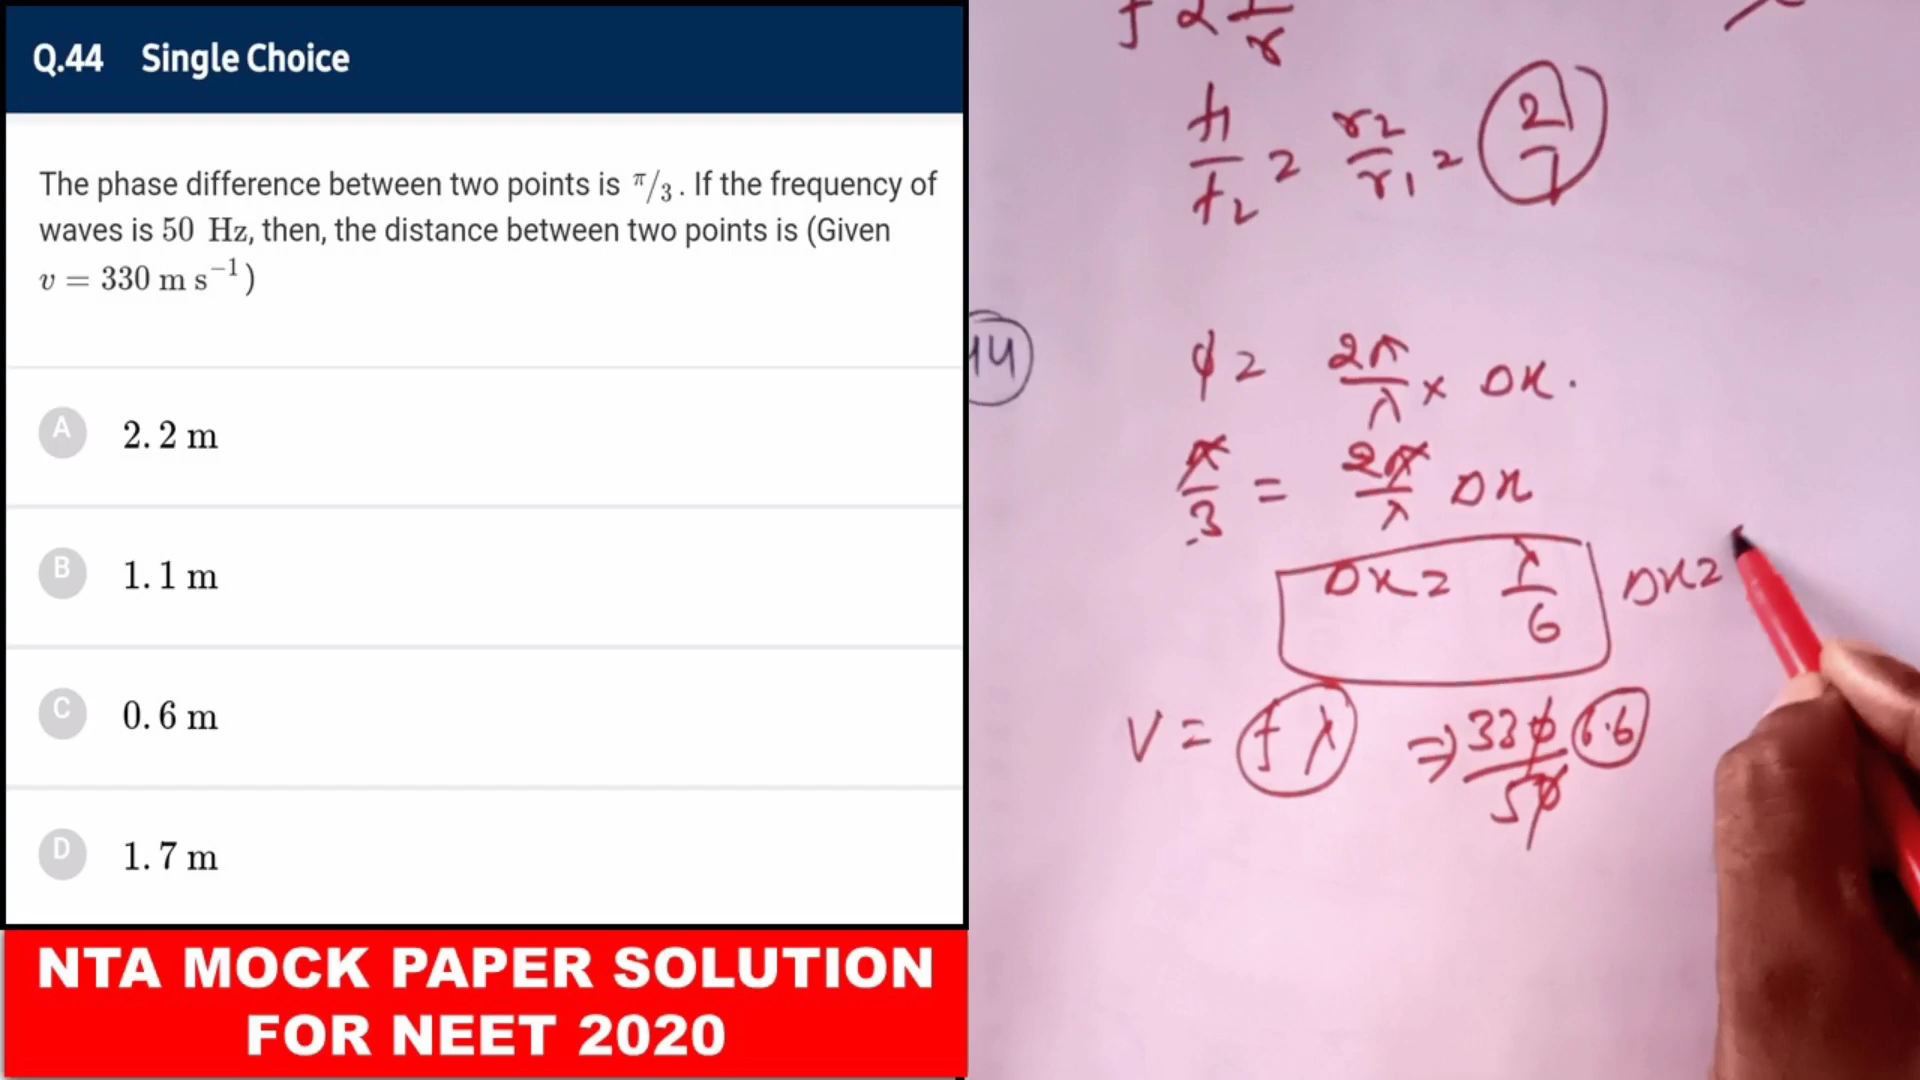 Q.44 Single Choice
The phase difference between two points is π/3. If the frequency of
waves is 50 Hz, then, the distance between two points is (Given
v = 330 m s⁻¹)
A 2.2 m
B 1.1 m
C 0.6 m
D 1.7 m
NTA MOCK PAPER SOLUTION
FOR NEET 2020
f α 1/r
f1/f2 = r2/r1 = 2/7
44
ϕ = 2π/λ × Δx.
π/3 = 2π/λ Δx
Δx = λ/6 Δx =
V = fλ ⇒ 330/50 6.6